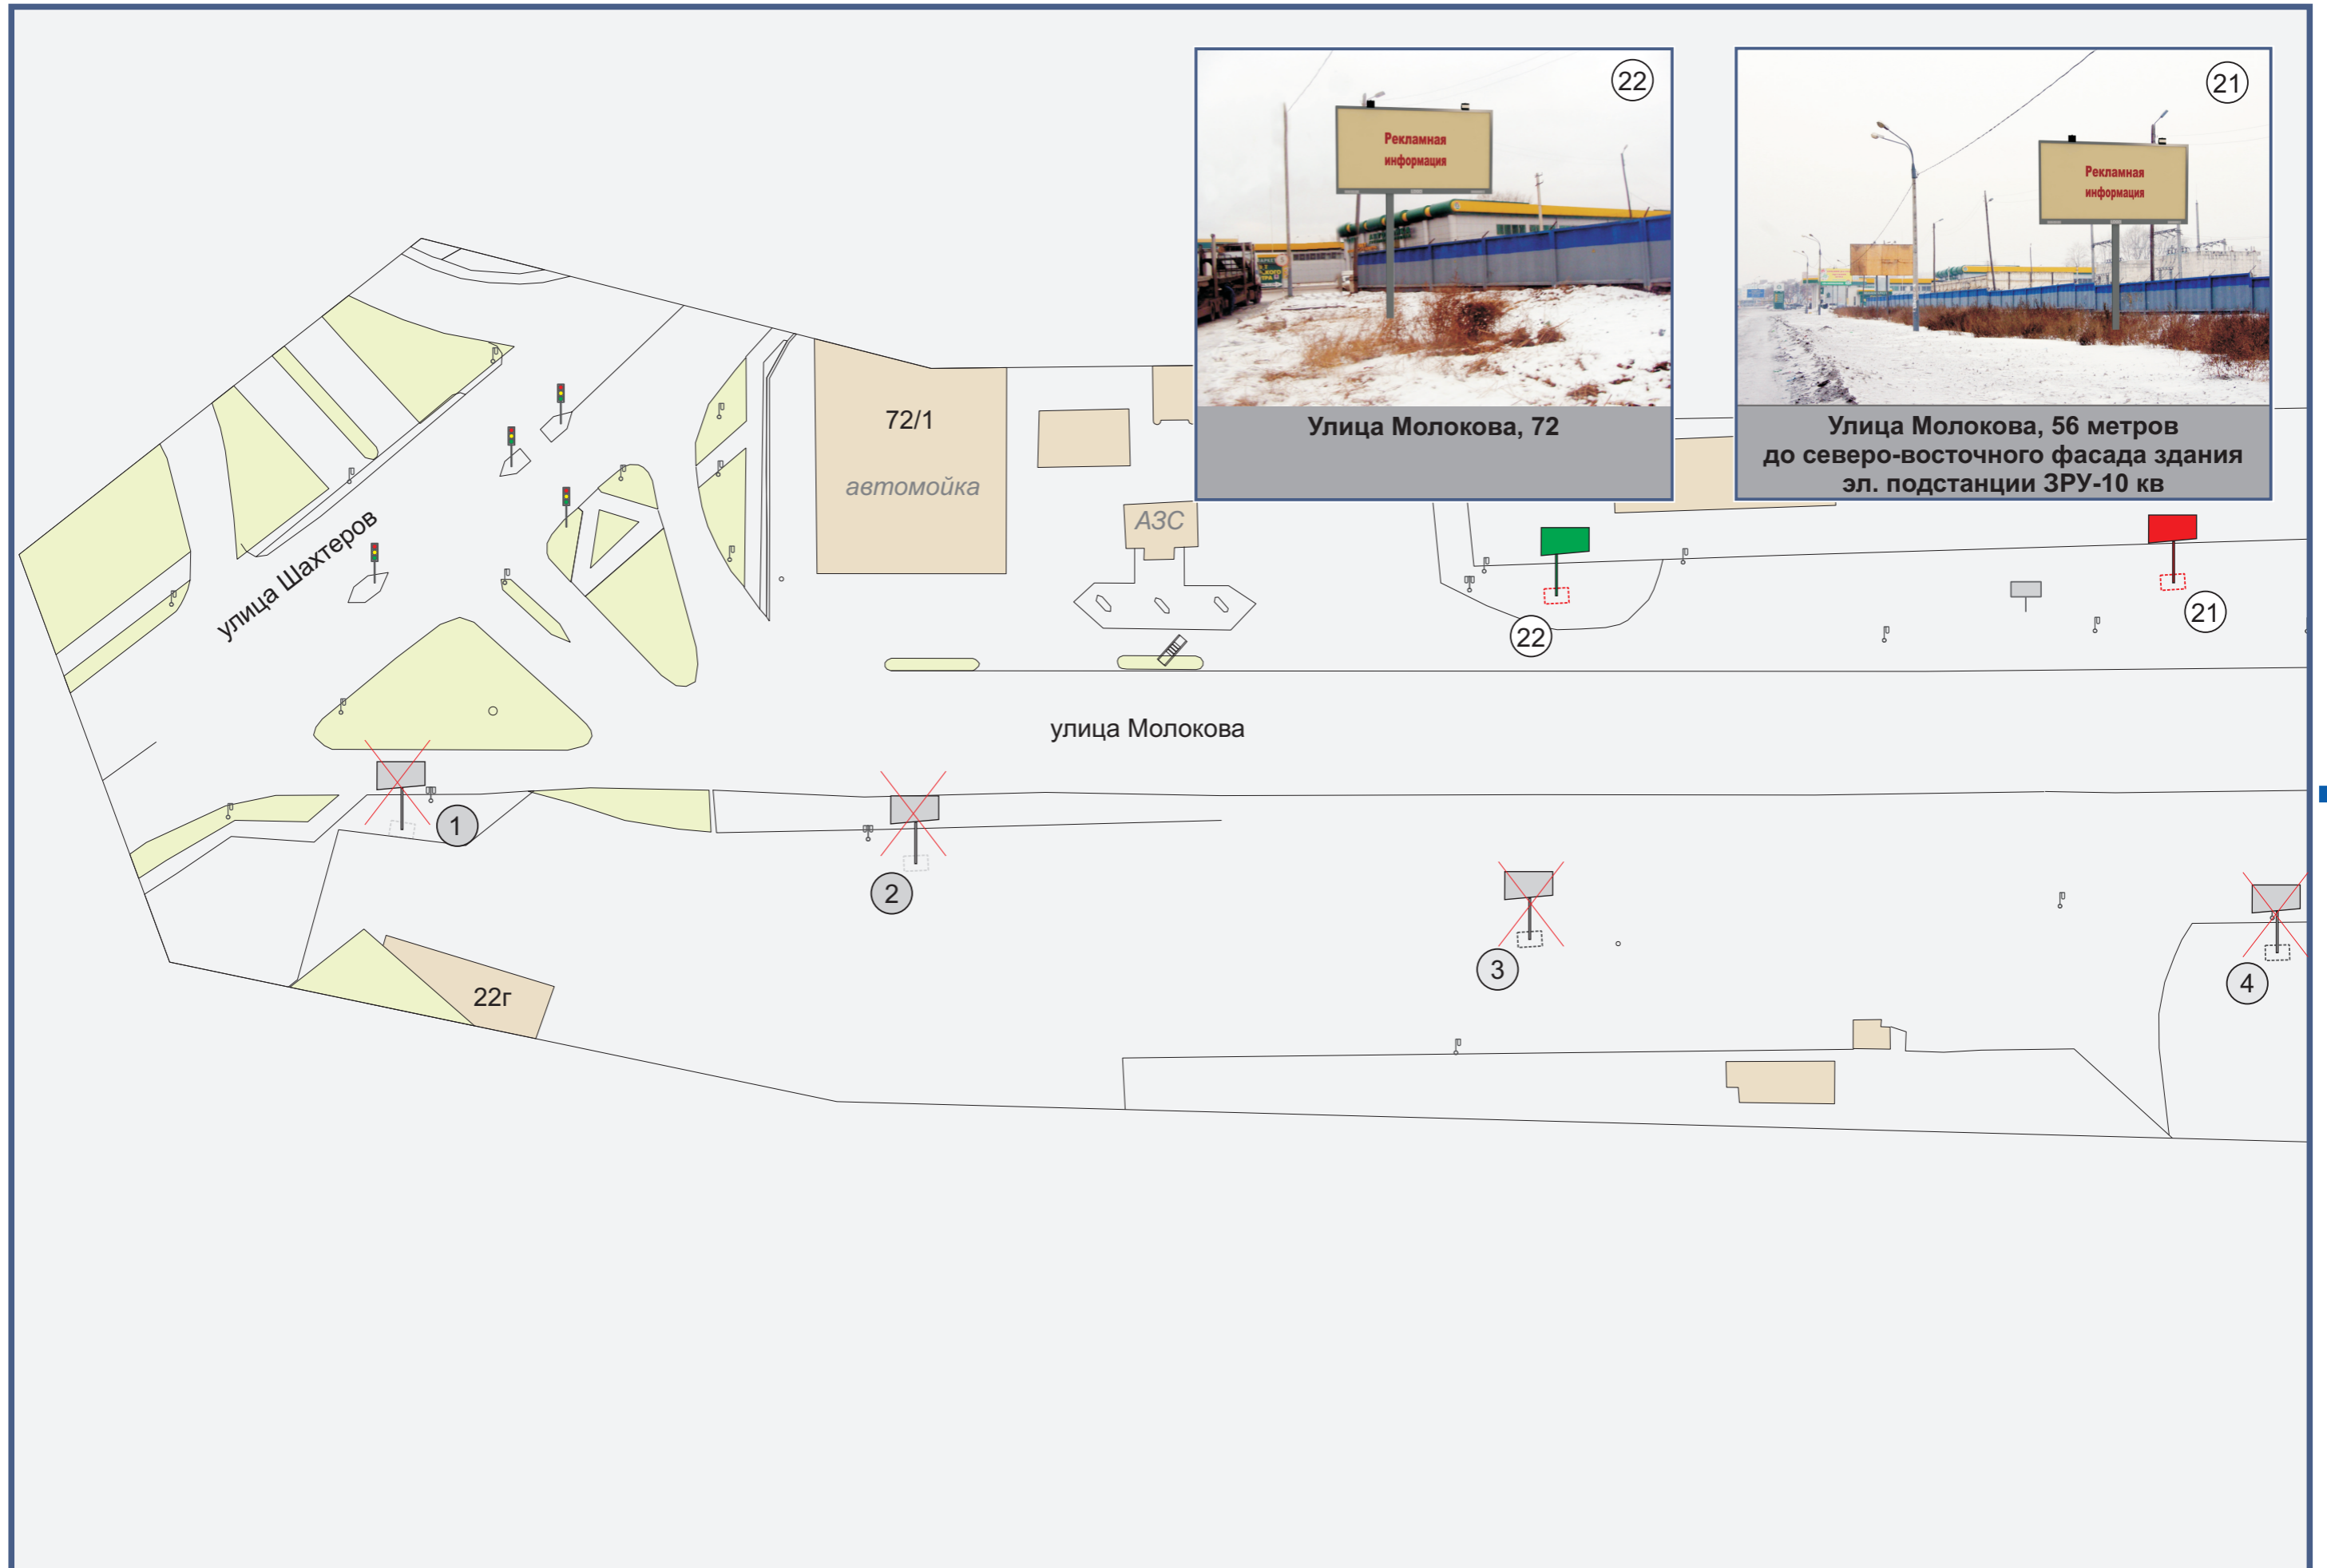 22
Рекламная
информация
Улица Молокова, 72
21
Рекламная
информация
Улица Молокова, 56 метров
до северо-восточного фасада здания
эл. подстанции ЗРУ-10 кв
72/1
автомойка
АЗС
улица Шахтеров
22
21
улица Молокова
1
2
3
4
22г